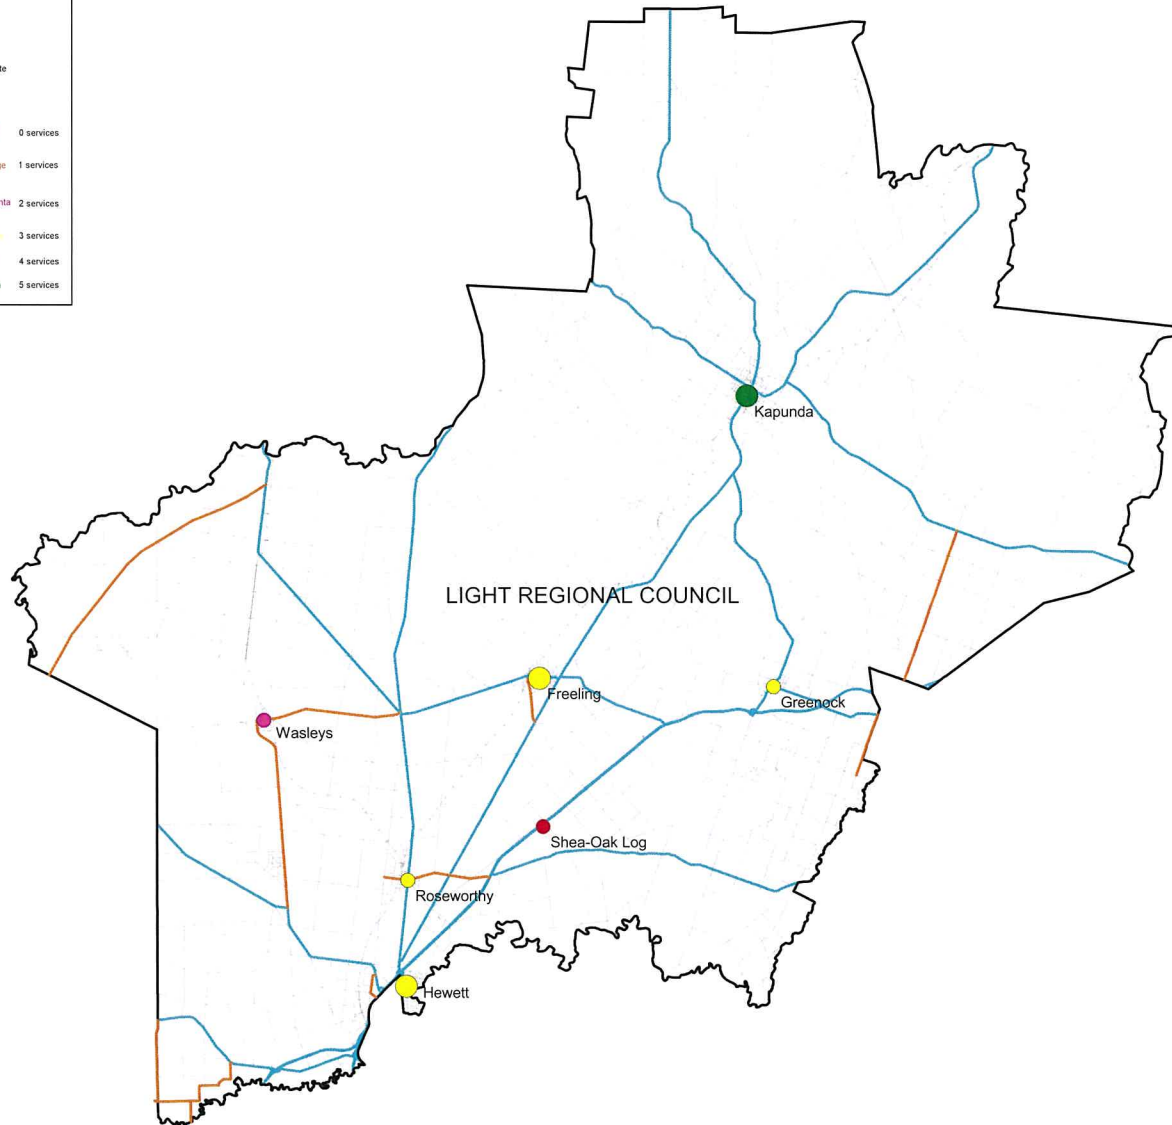 0 services
1 services
2 services
3 services
4 services
5 services
Kapunda
LIGHT REGIONAL COUNCIL
Freeling
Greenock
Wasleys
Shea-Oak Log
Roseworthy
Hewett